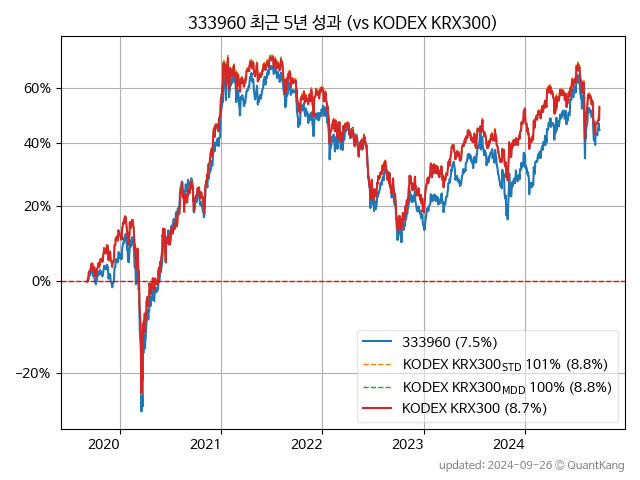 333960 최근 5년 성과 (vs KODEX KRX300)
60%
40%
20%
0%
−20%
333960 (7.5%)
KODEX KRX300STD 101% (8.8%)
KODEX KRX300MDD 100% (8.8%)
KODEX KRX300 (8.7%)
2020 2021 2022 2023 2024
updated: 2024-09-26 © QuantKang